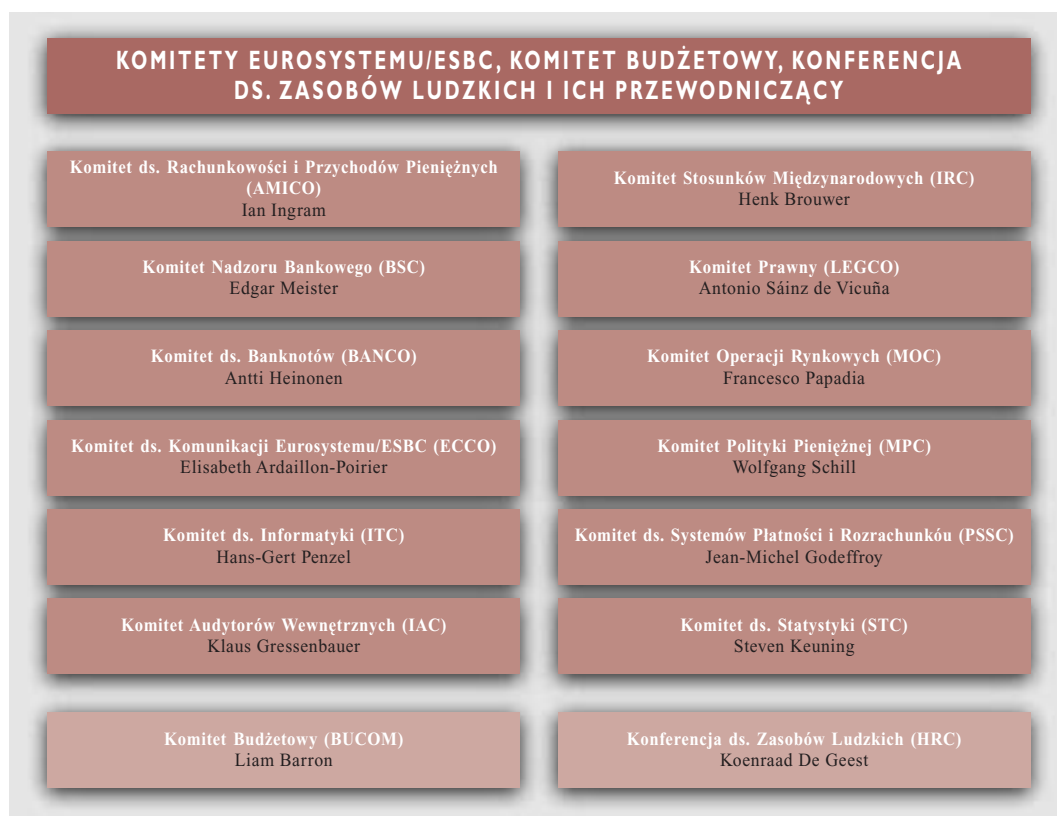 KOMITETY EUROSYSTEMU/ESBC, KOMITET BUDŻETOWY, KONFERENCJA
DS. ZASOBÓW LUDZKICH I ICH PRZEWODNICZĄCY
Komitet ds. Rachunkowości i Przychodów Pieniężnych
(AMICO)
Ian Ingram
Komitet Stosunków Międzynarodowych (IRC)
Henk Brouwer
Komitet Nadzoru Bankowego (BSC)
Edgar Meister
Komitet Prawny (LEGCO)
Antonio Sáinz de Vicuña
Komitet ds. Banknotów (BANCO)
Antti Heinonen
Komitet Operacji Rynkowych (MOC)
Francesco Papadia
Komitet ds. Komunikacji Eurosystemu/ESBC (ECCO)
Elisabeth Ardaillon-Poirier
Komitet Polityki Pieniężnej (MPC)
Wolfgang Schill
Komitet ds. Informatyki (ITC)
Hans-Gert Penzel
Komitet ds. Systemów Płatności i Rozrachunków (PSSC)
Jean-Michel Godeffroy
Komitet Audytorów Wewnętrznych (IAC)
Klaus Gressenbauer
Komitet ds. Statystyki (STC)
Steven Keuning
Komitet Budżetowy (BUCOM)
Liam Barron
Konferencja ds. Zasobów Ludzkich (HRC)
Koenraad De Geest